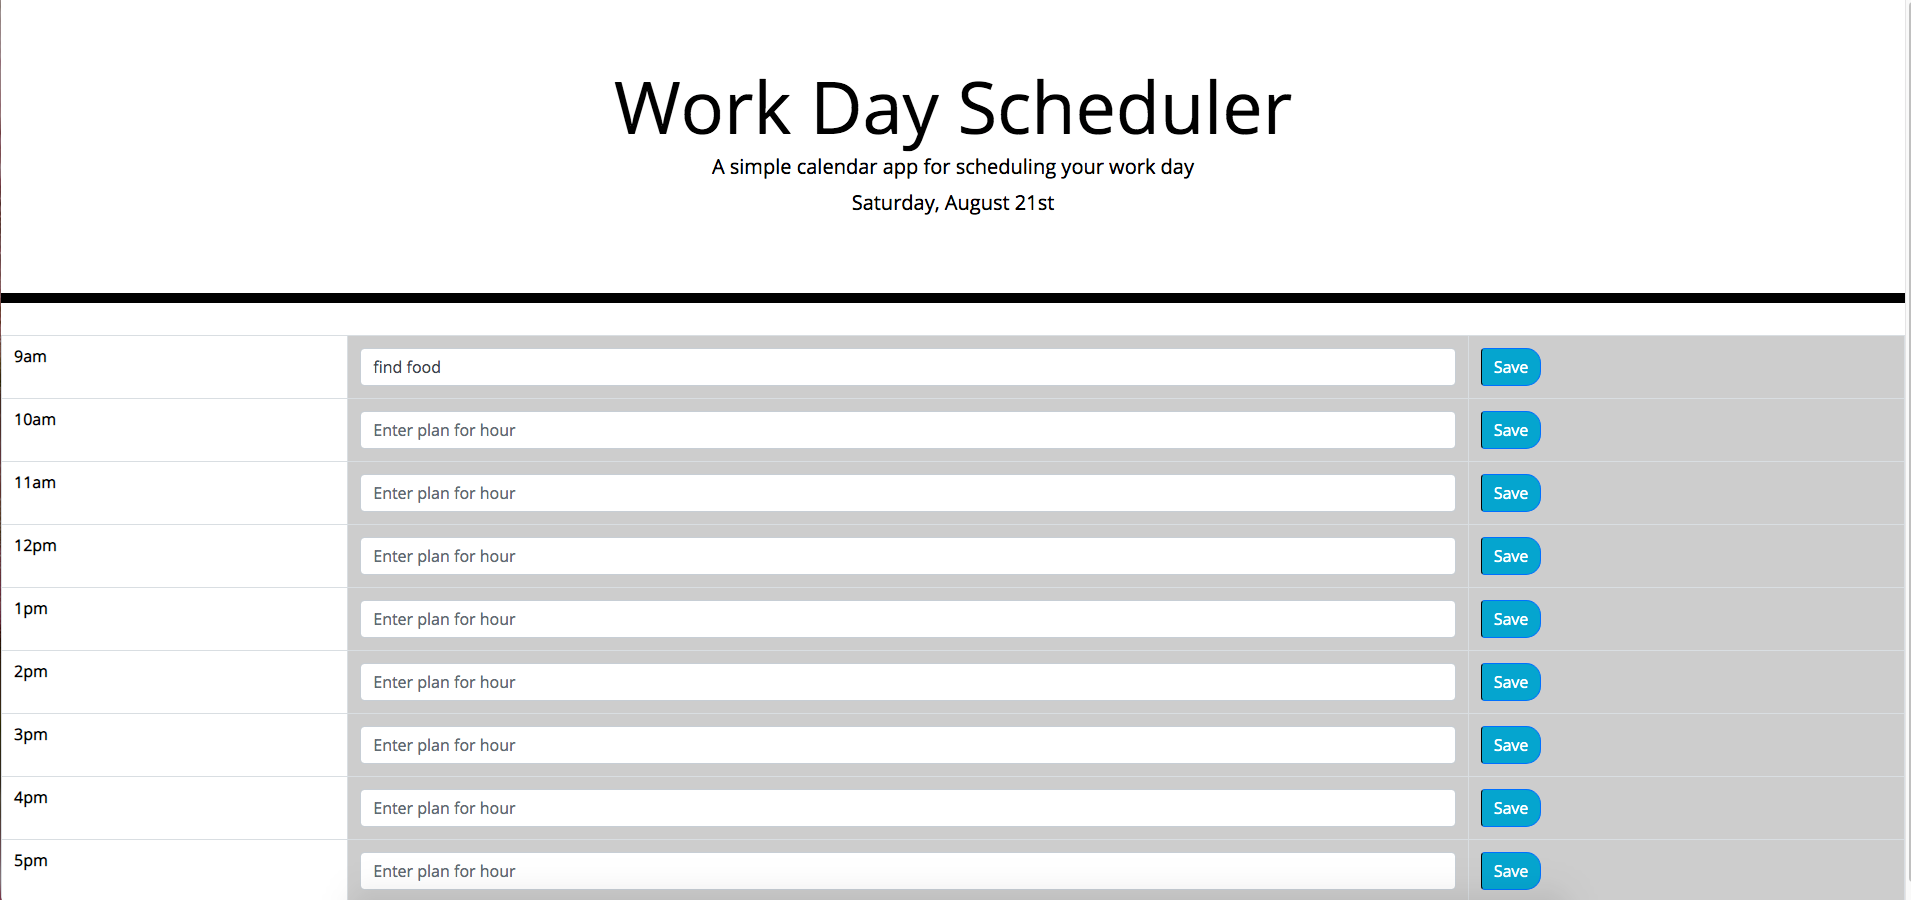 Work Day Scheduler
A simple calendar app for scheduling your work day
Saturday, August 21st
9am find food Save
10am Enter plan for hour Save
11am Enter plan for hour Save
12pm Enter plan for hour Save
1pm Enter plan for hour Save
2pm Enter plan for hour Save
3pm Enter plan for hour Save
4pm Enter plan for hour Save
5pm Enter plan for hour Save